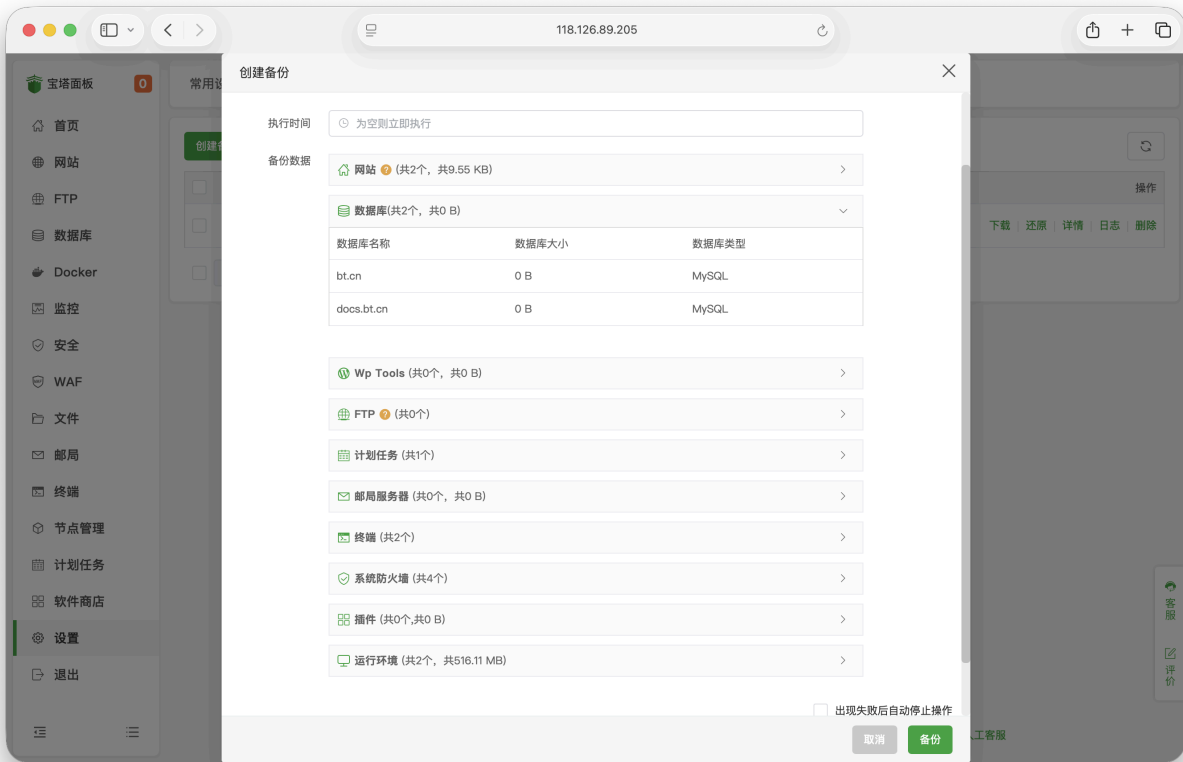 118.126.89.205
宝塔面板
0
首页
网站
FTP
数据库
Docker
监控
安全
WAF
文件
邮局
终端
节点管理
计划任务
软件商店
设置
退出
常用设
创建备
操作
下载 还原 详情 日志 删除
创建备份
执行时间 为空则立即执行
备份数据
网站 ? (共2个，共9.55 KB)
数据库(共2个，共0 B)
数据库名称 数据库大小 数据库类型
bt.cn 0 B MySQL
docs.bt.cn 0 B MySQL
Wp Tools (共0个，共0 B)
FTP ? (共0个)
计划任务 (共1个)
邮局服务器 (共0个，共0 B)
终端 (共2个)
系统防火墙 (共4个)
插件 (共0个,共0 B)
运行环境 (共2个，共516.11 MB)
出现失败后自动停止操作
取消 备份
工客服
客服
评价